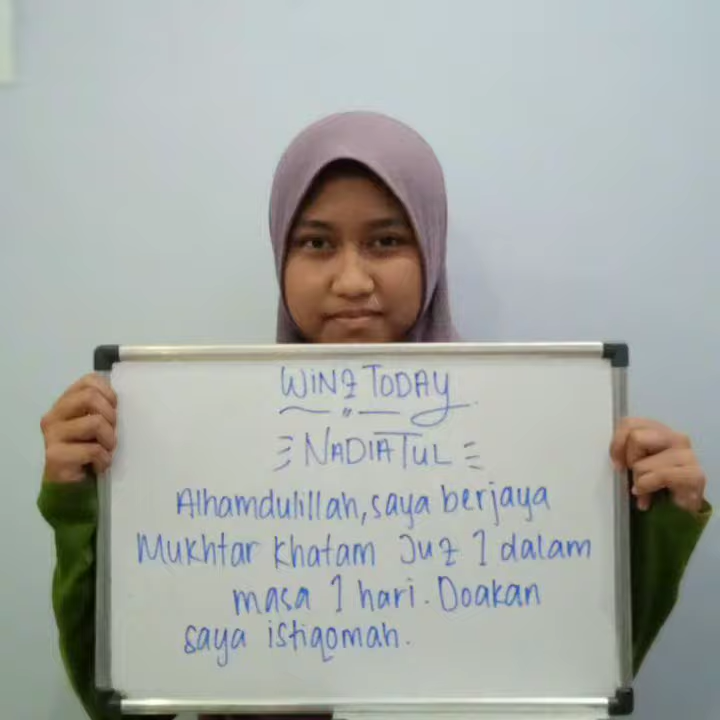 WINZ TODAY
NADIATUL
Alhamdulillah, saya berjaya
Mukhtar Khatam Juz 1 dalam
masa 1 hari. Doakan
saya istiqomah.